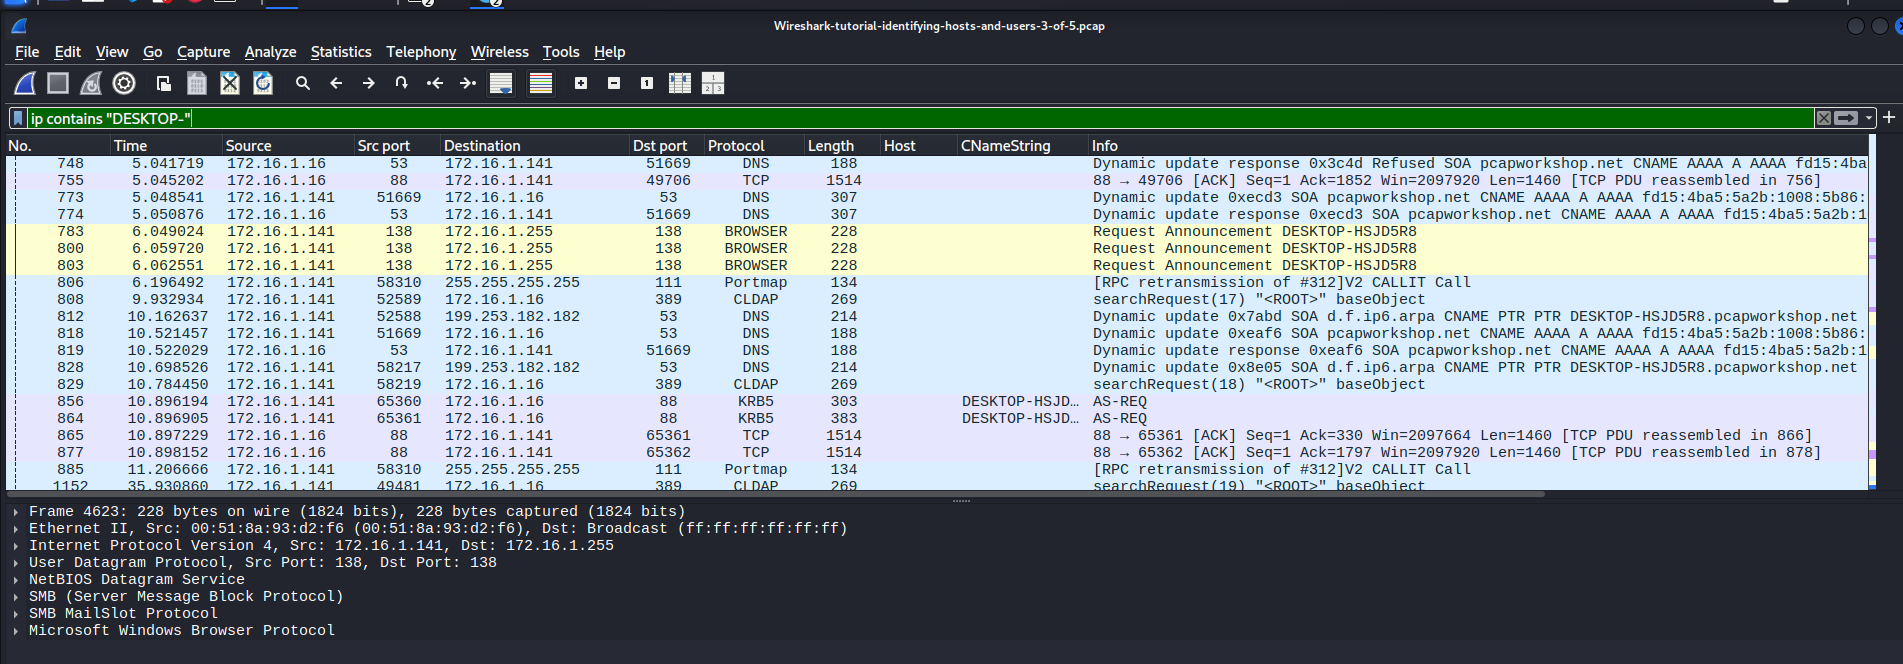 2
2
Wireshark-tutorial-identifying-hosts-and-users-3-of-5.pcap
File Edit View Go Capture Analyze Statistics Telephony Wireless Tools Help
1
1
2 3
ip contains "DESKTOP-"
No. Time Source Src port Destination Dst port Protocol Length Host CNameString Info
748 5.041719 172.16.1.16 53 172.16.1.141 51669 DNS 188 Dynamic update response 0x3c4d Refused SOA pcapworkshop.net CNAME AAAA A AAAA fd15:4ba
755 5.045202 172.16.1.16 88 172.16.1.141 49706 TCP 1514 88 → 49706 [ACK] Seq=1 Ack=1852 Win=2097920 Len=1460 [TCP PDU reassembled in 756]
773 5.048541 172.16.1.141 51669 172.16.1.16 53 DNS 307 Dynamic update 0xecd3 SOA pcapworkshop.net CNAME AAAA A AAAA fd15:4ba5:5a2b:1008:5b86:
774 5.050876 172.16.1.16 53 172.16.1.141 51669 DNS 307 Dynamic update response 0xecd3 SOA pcapworkshop.net CNAME AAAA A AAAA fd15:4ba5:5a2b:1
783 6.049024 172.16.1.141 138 172.16.1.255 138 BROWSER 228 Request Announcement DESKTOP-HSJD5R8
800 6.059720 172.16.1.141 138 172.16.1.255 138 BROWSER 228 Request Announcement DESKTOP-HSJD5R8
803 6.062551 172.16.1.141 138 172.16.1.255 138 BROWSER 228 Request Announcement DESKTOP-HSJD5R8
806 6.196492 172.16.1.141 58310 255.255.255.255 111 Portmap 134 [RPC retransmission of #312]V2 CALLIT Call
808 9.932934 172.16.1.141 52589 172.16.1.16 389 CLDAP 269 searchRequest(17) "<ROOT>" baseObject
812 10.162637 172.16.1.141 52588 199.253.182.182 53 DNS 214 Dynamic update 0x7abd SOA d.f.ip6.arpa CNAME PTR PTR DESKTOP-HSJD5R8.pcapworkshop.net
818 10.521457 172.16.1.141 51669 172.16.1.16 53 DNS 188 Dynamic update 0xeaf6 SOA pcapworkshop.net CNAME AAAA A AAAA fd15:4ba5:5a2b:1008:5b86:
819 10.522029 172.16.1.16 53 172.16.1.141 51669 DNS 188 Dynamic update response 0xeaf6 SOA pcapworkshop.net CNAME AAAA A AAAA fd15:4ba5:5a2b:1
828 10.698526 172.16.1.141 58217 199.253.182.182 53 DNS 214 Dynamic update 0x8e05 SOA d.f.ip6.arpa CNAME PTR PTR DESKTOP-HSJD5R8.pcapworkshop.net
829 10.784450 172.16.1.141 58219 172.16.1.16 389 CLDAP 269 searchRequest(18) "<ROOT>" baseObject
856 10.896194 172.16.1.141 65360 172.16.1.16 88 KRB5 303 DESKTOP-HSJD… AS-REQ
864 10.896905 172.16.1.141 65361 172.16.1.16 88 KRB5 383 DESKTOP-HSJD… AS-REQ
865 10.897229 172.16.1.16 88 172.16.1.141 65361 TCP 1514 88 → 65361 [ACK] Seq=1 Ack=330 Win=2097664 Len=1460 [TCP PDU reassembled in 866]
877 10.898152 172.16.1.16 88 172.16.1.141 65362 TCP 1514 88 → 65362 [ACK] Seq=1 Ack=1797 Win=2097920 Len=1460 [TCP PDU reassembled in 878]
885 11.206666 172.16.1.141 58310 255.255.255.255 111 Portmap 134 [RPC retransmission of #312]V2 CALLIT Call
1152 35.930860 172.16.1.141 49481 172.16.1.16 389 CLDAP 269 searchRequest(19) "<ROOT>" baseObject
Frame 4623: 228 bytes on wire (1824 bits), 228 bytes captured (1824 bits)
Ethernet II, Src: 00:51:8a:93:d2:f6 (00:51:8a:93:d2:f6), Dst: Broadcast (ff:ff:ff:ff:ff:ff)
Internet Protocol Version 4, Src: 172.16.1.141, Dst: 172.16.1.255
User Datagram Protocol, Src Port: 138, Dst Port: 138
NetBIOS Datagram Service
SMB (Server Message Block Protocol)
SMB MailSlot Protocol
Microsoft Windows Browser Protocol